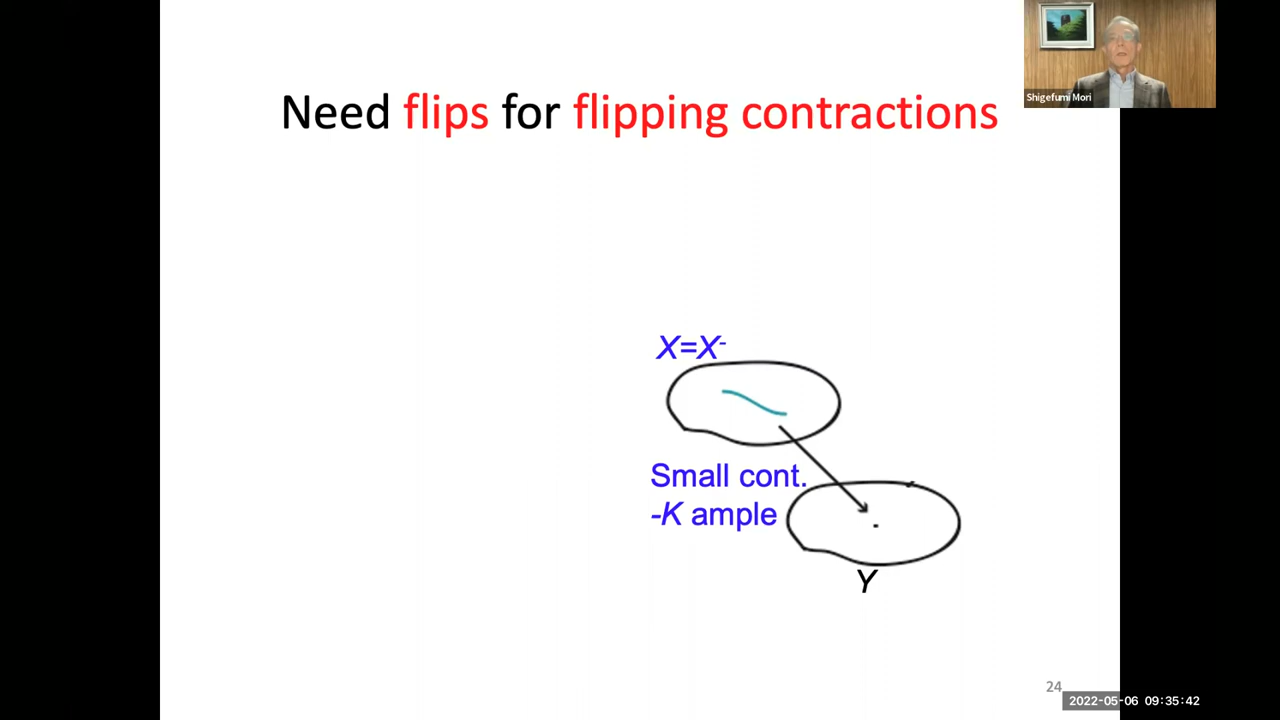 Shigefumi Mori
Need flips for flipping contractions
X=X-
Small cont.
-K ample
Y
24
2022-05-06 09:35:42